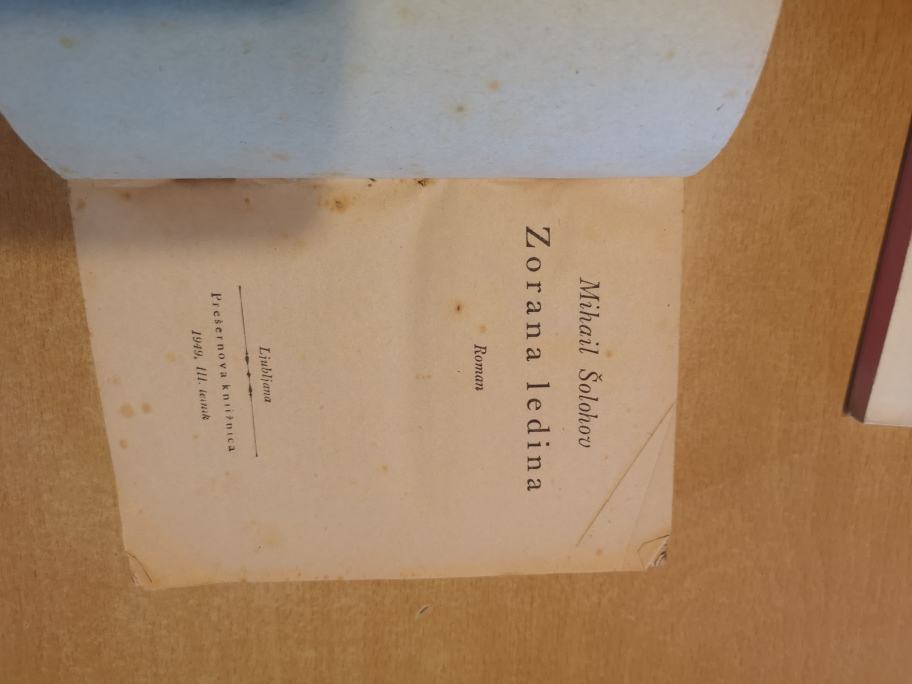 Mihail Šolohov
Zorana ledina
Roman
Ljubljana
Prešernova knjižnica
1949, III. letnik